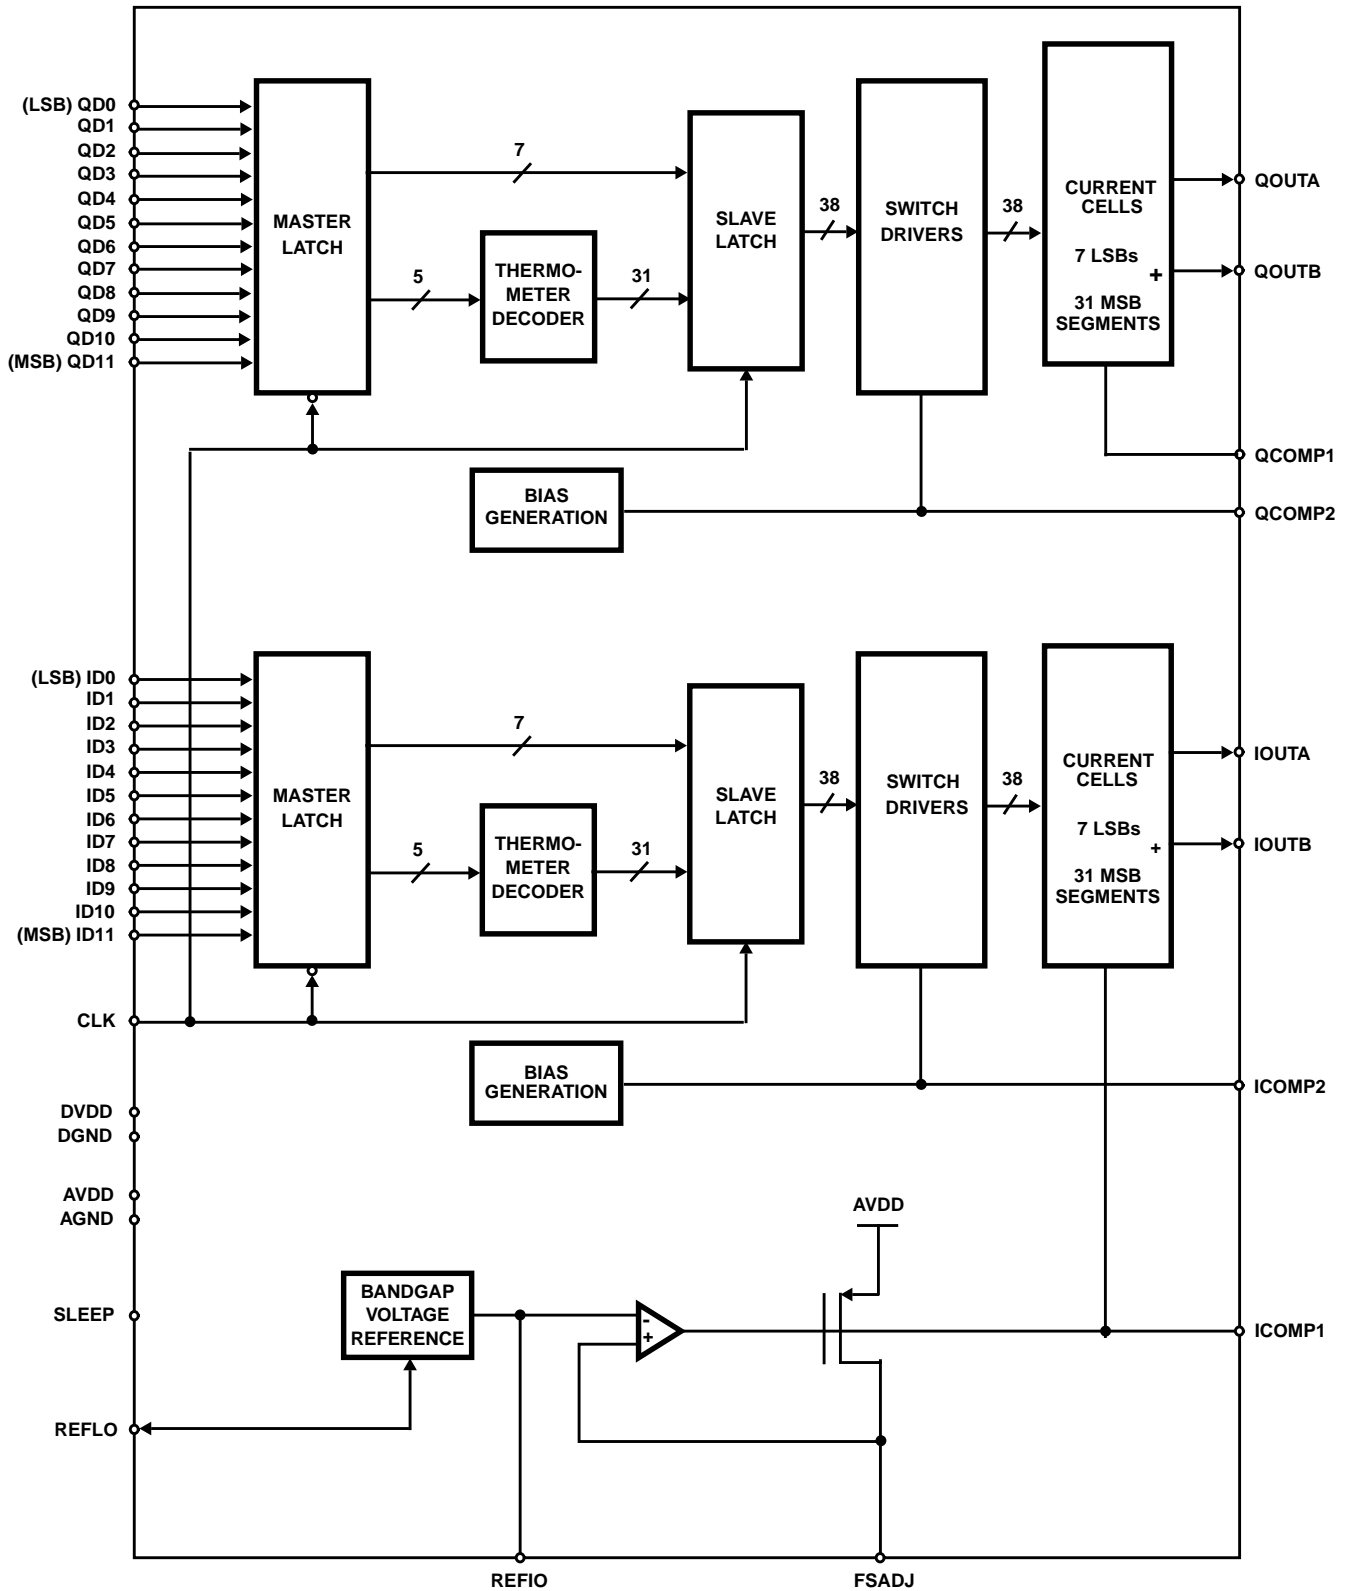 (LSB) QD0
QD1
QD2
QD3
QD4
QD5
QD6
QD7
QD8
QD9
QD10
(MSB) QD11
MASTER
LATCH
7
5
THERMO-
METER
DECODER
31
SLAVE
LATCH
38
SWITCH
DRIVERS
38
CURRENT
CELLS
7 LSBs
+
31 MSB
SEGMENTS
QOUTA
QOUTB
QCOMP1
QCOMP2
BIAS
GENERATION
(LSB) ID0
ID1
ID2
ID3
ID4
ID5
ID6
ID7
ID8
ID9
ID10
(MSB) ID11
MASTER
LATCH
7
5
THERMO-
METER
DECODER
31
SLAVE
LATCH
38
SWITCH
DRIVERS
38
CURRENT
CELLS
7 LSBs
+
31 MSB
SEGMENTS
IOUTA
IOUTB
CLK
BIAS
GENERATION
ICOMP2
DVDD
DGND
AVDD
AGND
SLEEP
REFLO
BANDGAP
VOLTAGE
REFERENCE
-
+
AVDD
ICOMP1
REFIO
FSADJ